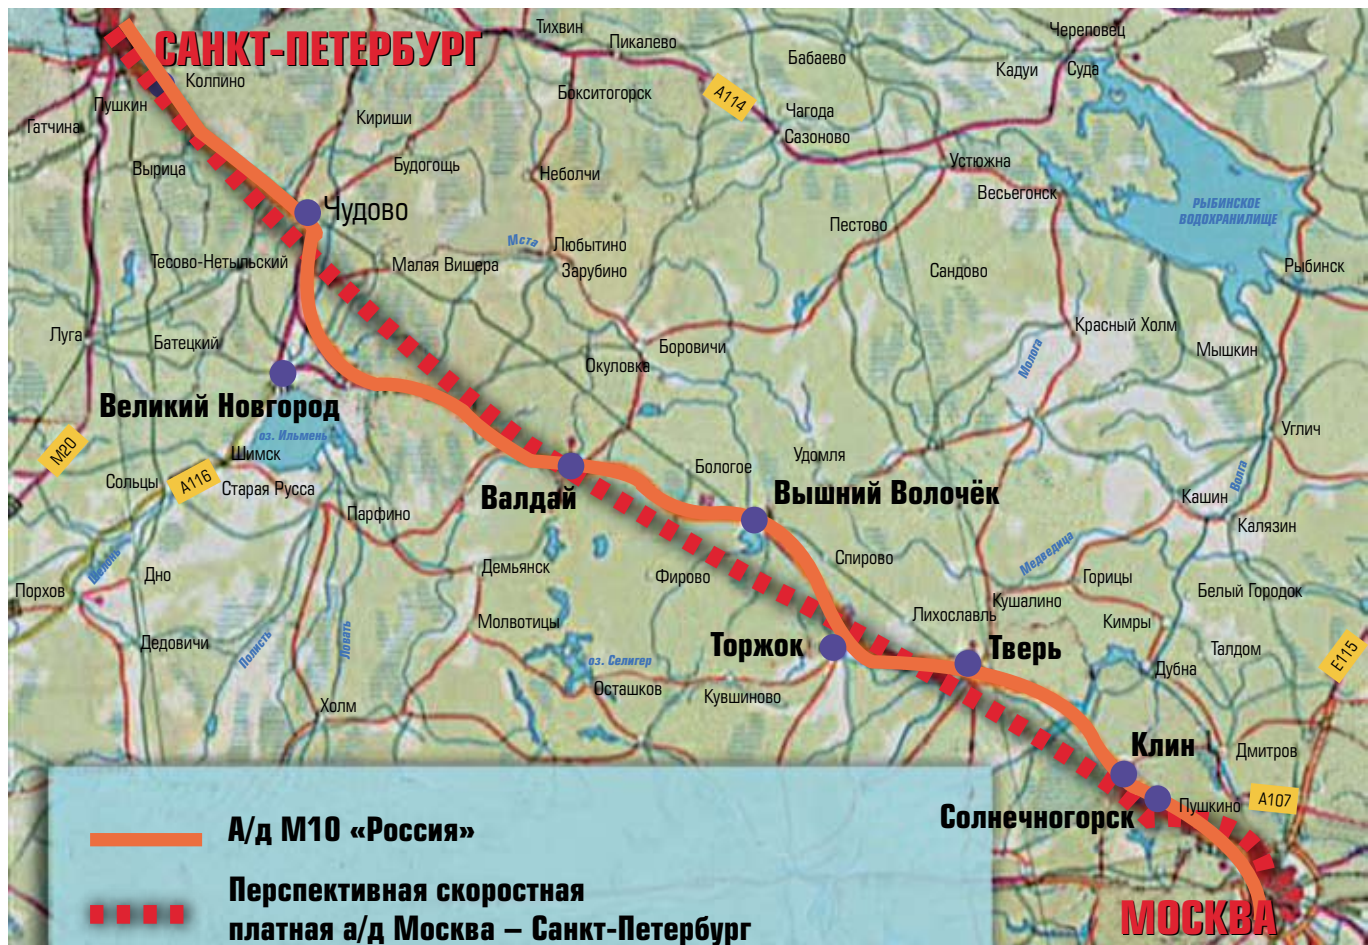 Тихвин
Пикалево
Череповец
Бабаево
САНКТ-ПЕТЕРБУРГ
Кадуи
Суда
Колпино
Пушкин
Бокситогорск
А114
Чагода
Кириши
Гатчина
Сазоново
Будогощь
Устюжна
Вырица
Неболчи
Весьегонск
РЫБИНСКОЕ
ВОДОХРАНИЛИЩЕ
Чудово
Пестово
Мста
Любытино
Тесово-Нетыльский
Малая Вишера
Зарубино
Сандово
Рыбинск
Луга
Батецкий
Красный Холм
Боровичи
Мышкин
Молога
Окуловка
Великий Новгород
оз. Ильмень
Углич
М20
Шимск
Удомля
Бологое
Волга
Сольцы
А116
Старая Русса
Валдай
Вышний Волочёк
Кашин
Парфино
Калязин
Шелонь
Спирово
Медведица
Демьянск
Дно
Фирово
Горицы
Порхов
Белый Городок
Кушалино
Лихославль
Молвотицы
Кимры
Дедовичи
Полисть
Ловать
Торжок
Тверь
Талдом
Е115
оз. Селигер
Дубна
Осташков
Кувшиново
Холм
Клин
Дмитров
Солнечногорск
Пушкино
А107
А/д М10 «Россия»
Перспективная скоростная
платная а/д Москва – Санкт-Петербург
МОСКВА